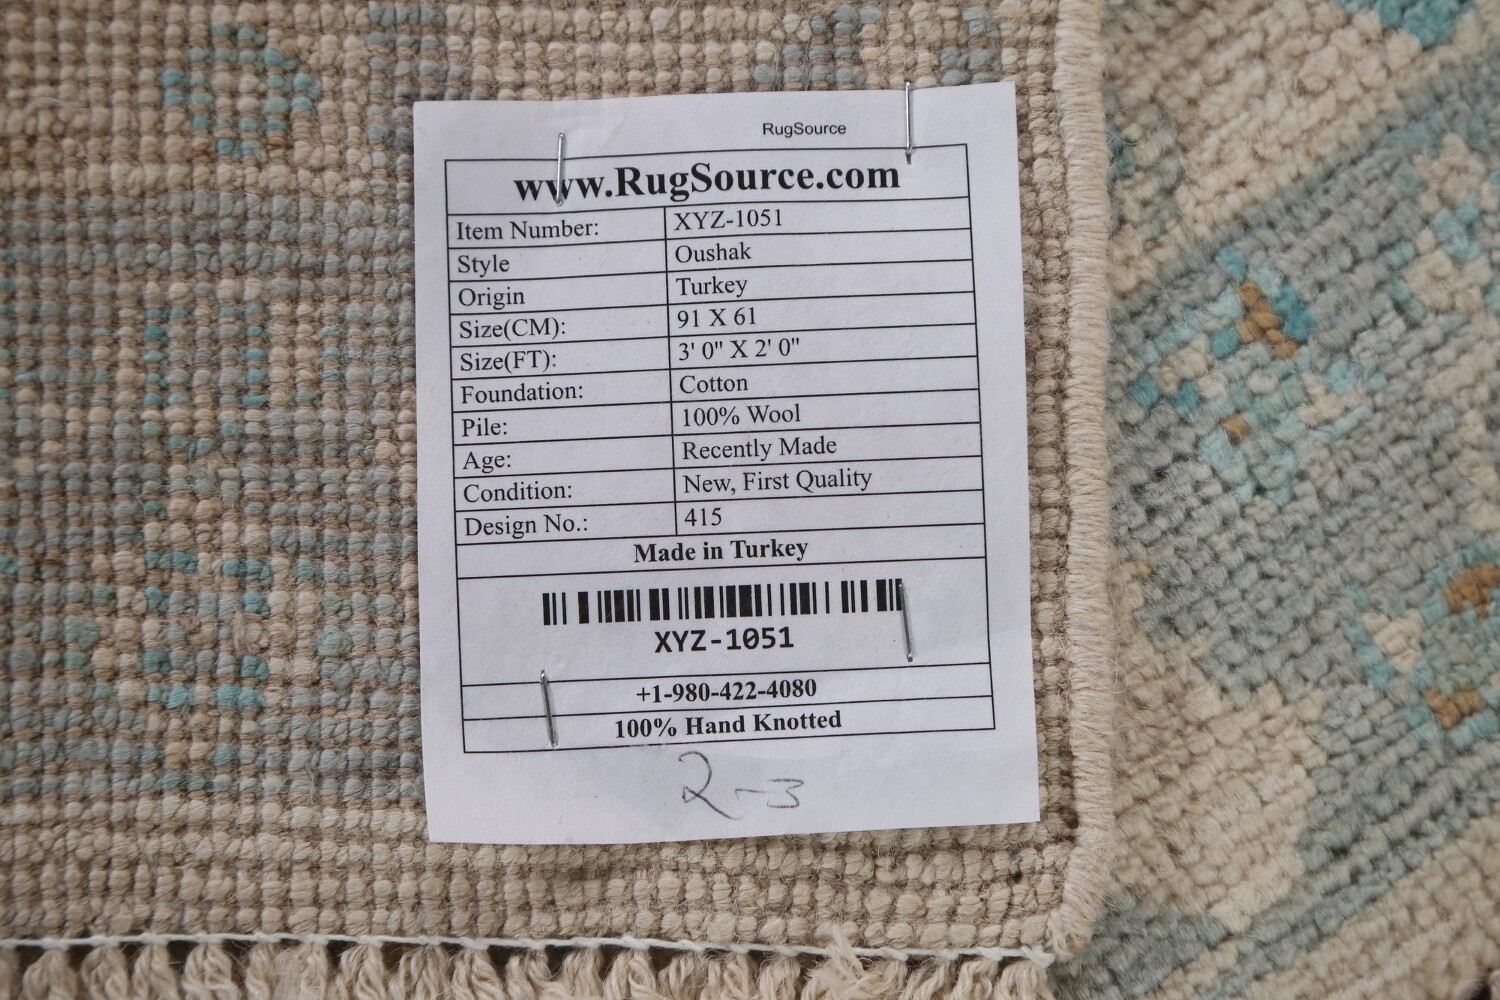 RugSource
www.RugSource.com
Item Number: XYZ-1051
Style Oushak
Origin Turkey
Size(CM): 91 X 61
Size(FT): 3' 0" X 2' 0"
Foundation: Cotton
Pile: 100% Wool
Age: Recently Made
Condition: New, First Quality
Design No.: 415
Made in Turkey
XYZ-1051
+1-980-422-4080
100% Hand Knotted
2-3